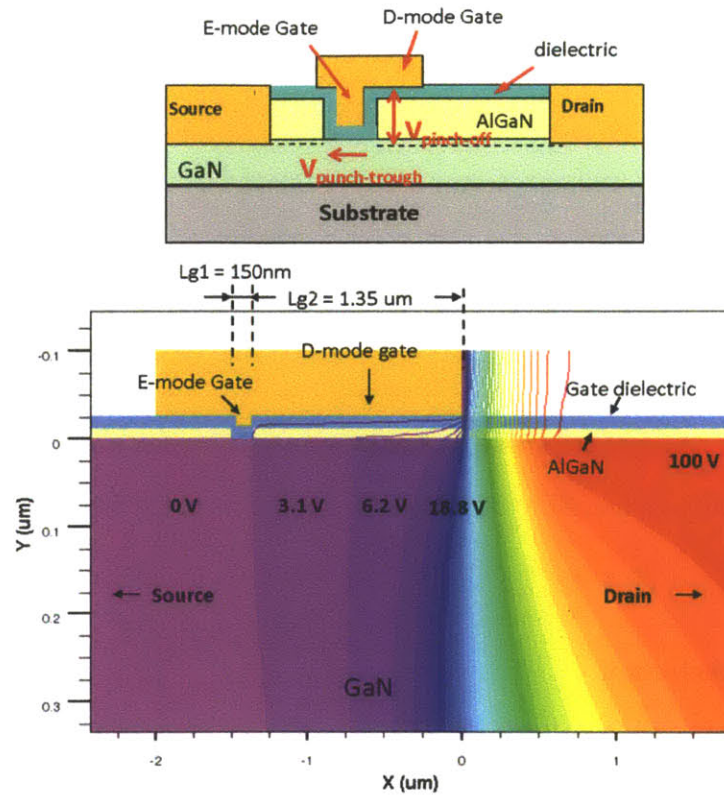 D-mode Gate
E-mode Gate
dielectric
Source
AlGaN
Drain
Vpinch-off
GaN
Vpunch-trough
Substrate
Lg1 = 150nm
Lg2 = 1.35 um
D-mode gate
E-mode Gate
Gate dielectric
AlGaN
-0.1
0
0.1
0.2
0.3
Y (um)
0 V
3.1 V
6.2 V
18.8 V
100 V
Source
Drain
GaN
-2
-1
0
1
X (um)